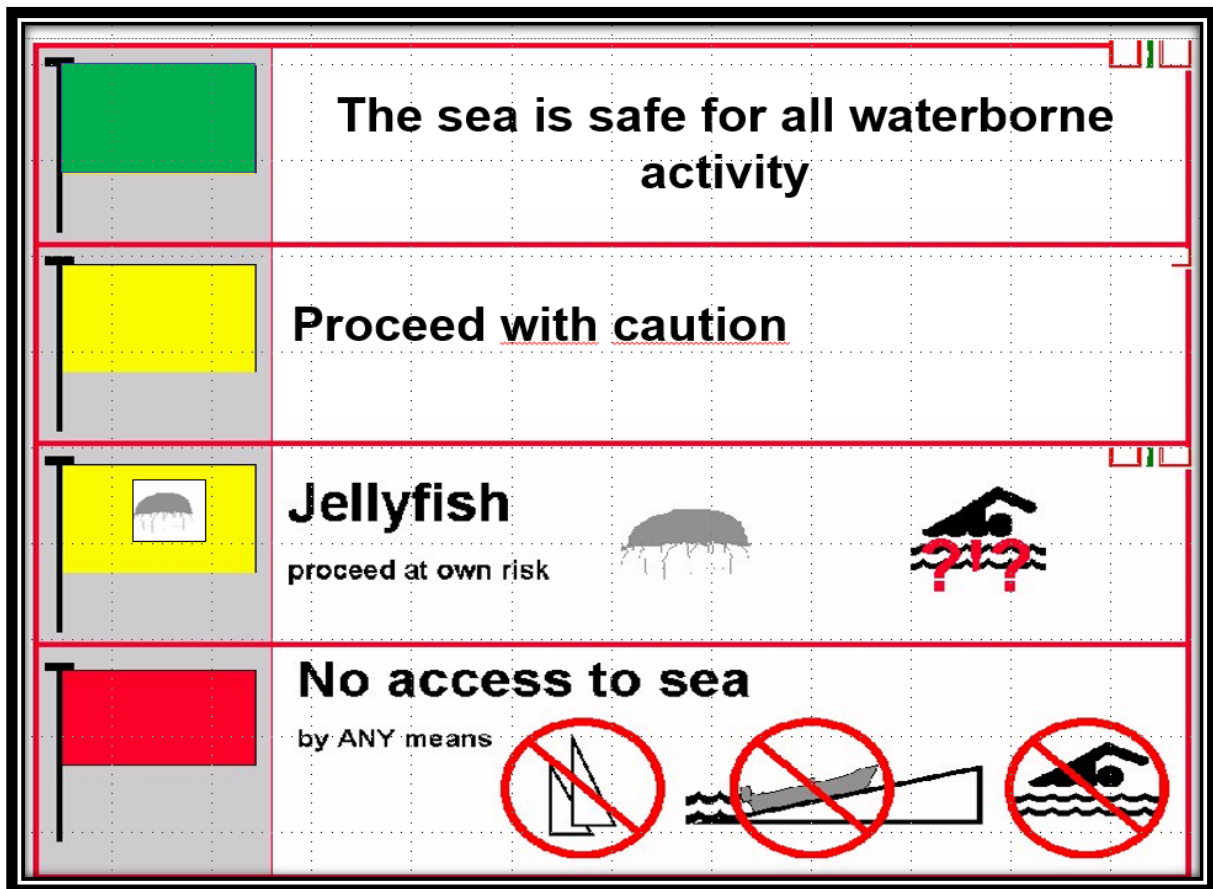 The sea is safe for all waterborne
activity
Proceed with caution
Jellyfish
proceed at own risk
?'?
No access to sea
by ANY means